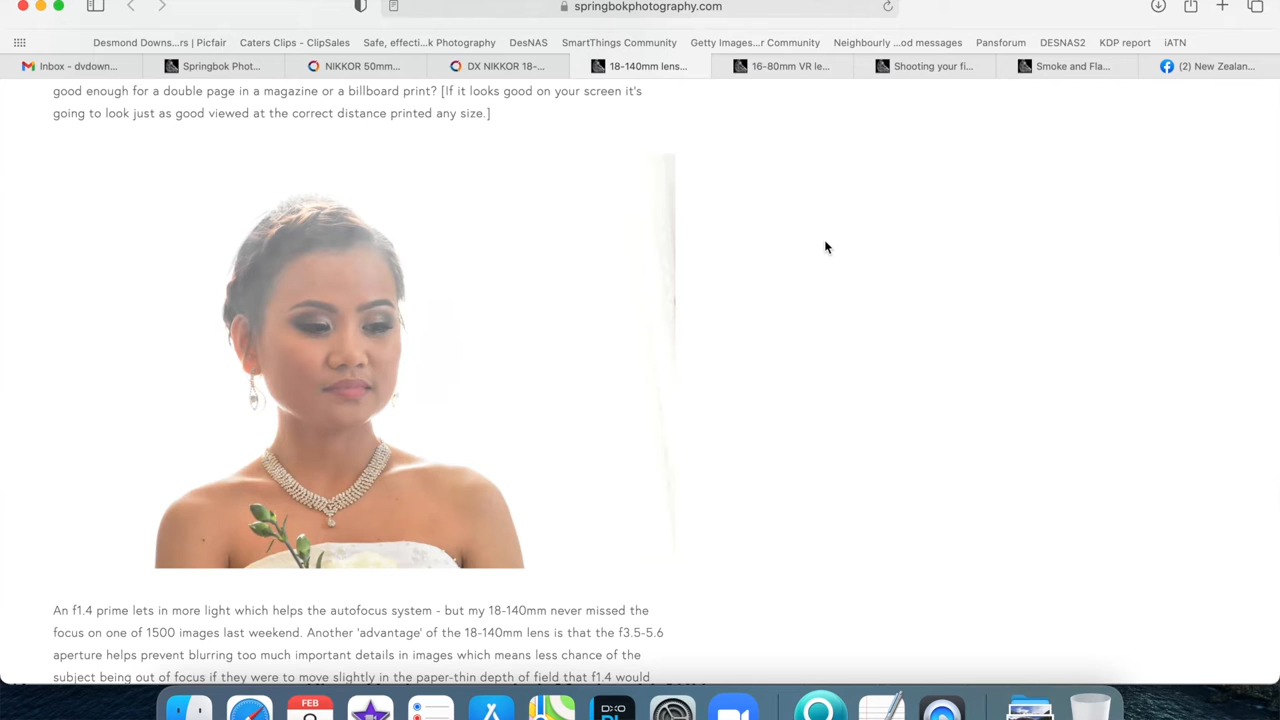 springbokphotography.com
Desmond Downs...rs | Picfair
Caters Clips - ClipSales
Safe, effecti...k Photography
DesNAS
SmartThings Community
Getty Images...r Community
Neighbourly ...od messages
Pansforum
DESNAS2
KDP report
iATN
Inbox - dvdown...
Springbok Phot...
NIKKOR 50mm...
DX NIKKOR 18-...
18-140mm lens...
16-80mm VR le...
Shooting your fi...
Smoke and Fla...
(2) New Zealan...
good enough for a double page in a magazine or a billboard print? [If it looks good on your screen it's
going to look just as good viewed at the correct distance printed any size.]
An f1.4 prime lets in more light which helps the autofocus system - but my 18-140mm never missed the
focus on one of 1500 images last weekend. Another 'advantage' of the 18-140mm lens is that the f3.5-5.6
aperture helps prevent blurring too much important details in images which means less chance of the
subject being out of focus if they were to move slightly in the paper-thin depth of field that f1.4 would
FEB
DXO